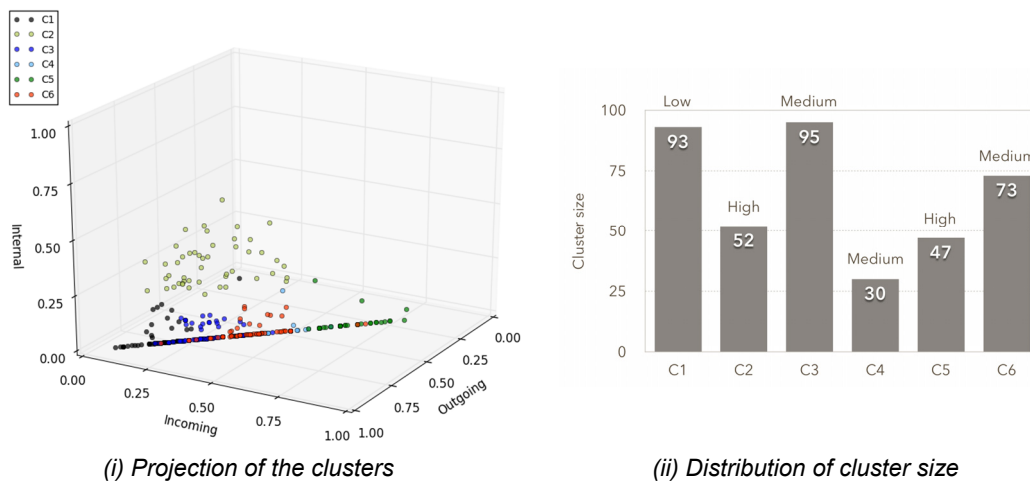 C1
C2
C3
C4
C5
C6
1.00
0.75
0.50
0.25
0.00
Internal
0.00
0.25
0.50
0.75
1.00
Incoming
1.00
0.75
0.50
0.25
0.00
Outgoing
(i) Projection of the clusters
100
75
50
25
0
Cluster size
Low
93
High
52
Medium
95
Medium
30
High
47
Medium
73
C1 C2 C3 C4 C5 C6
(ii) Distribution of cluster size